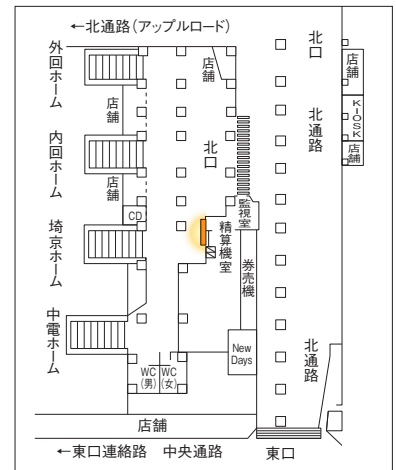 ←北通路(アップルロード)
外回ホーム
店舗
内回ホーム
店舗
CD
埼京ホーム
中電ホーム
店舗
北口
監視室
精算機室
券売機
New
Days
WC
(男)
WC
(女)
店舗
←東口連絡路 中央通路
東口
北口
北通路
北通路
店舗
KIOSK
店舗